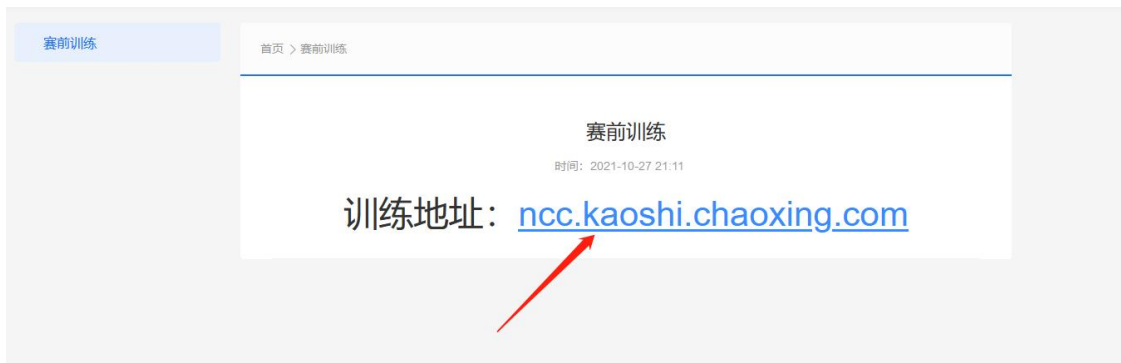 赛前训练
首页 > 赛前训练
赛前训练
时间：2021-10-27 21:11
训练地址：ncc.kaoshi.chaoxing.com